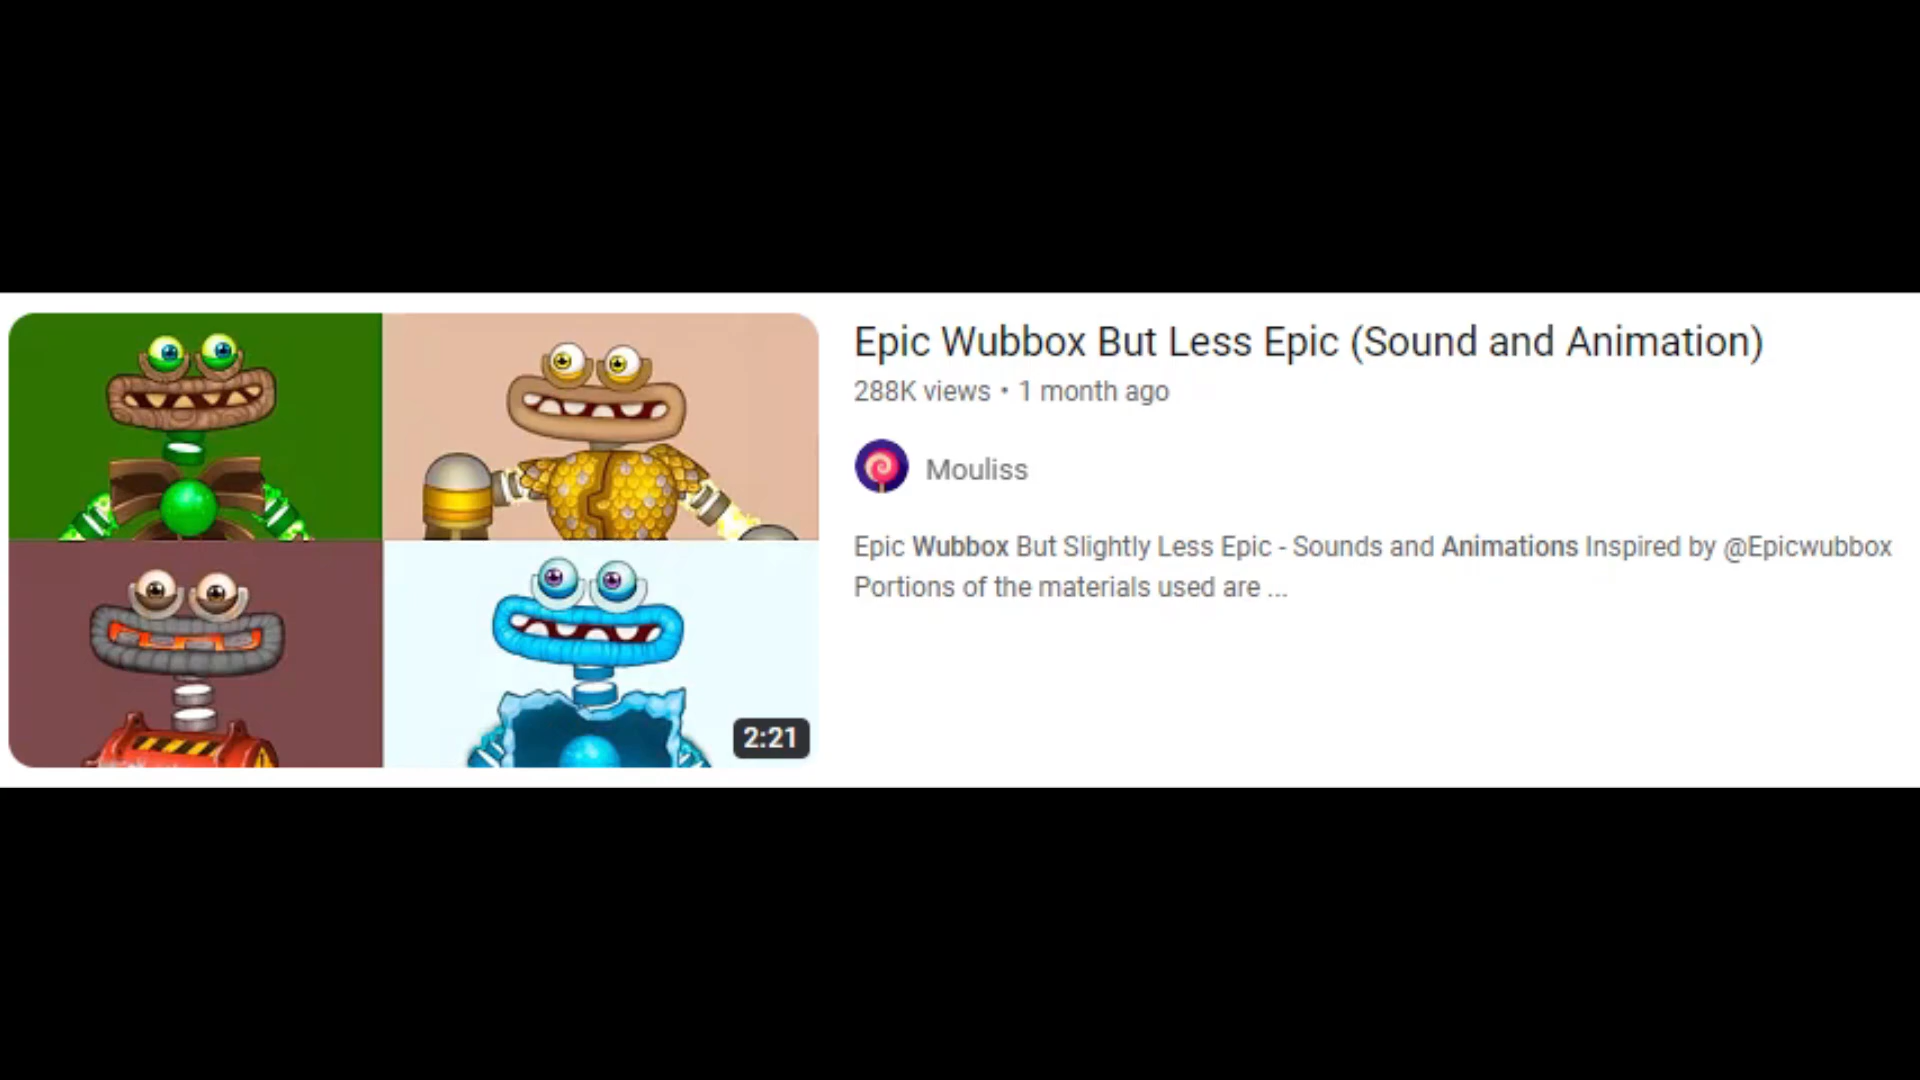 Epic Wubbox But Less Epic (Sound and Animation)
288K views • 1 month ago
Mouliss
Epic Wubbox But Slightly Less Epic - Sounds and Animations Inspired by @Epicwubbox
Portions of the materials used are ...
2:21